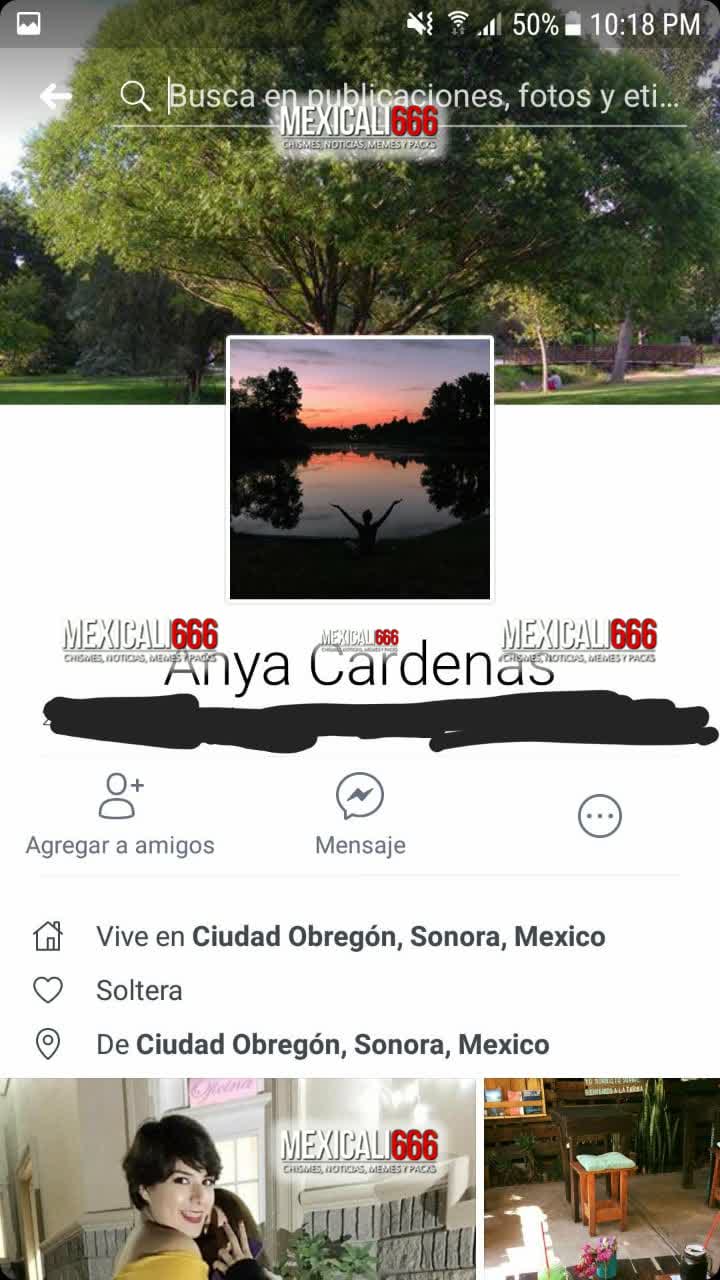 50% 10:18 PM
Busca en publicaciones, fotos y eti...
MEXICALI666
CHISMES, NOTICIAS, MEMES Y PACKS
MEXICALI666 MEXICALI666 MEXICALI666
CHISMES, NOTICIAS, MEMES Y PACKS CHISMES, NOTICIAS, MEMES Y PACKS CHISMES, NOTICIAS, MEMES Y PACKS
Anya Cardenas
Agregar a amigos Mensaje
Vive en Ciudad Obregón, Sonora, Mexico
Soltera
De Ciudad Obregón, Sonora, Mexico
Oficina
MEXICALI666
CHISMES, NOTICIAS, MEMES Y PACKS